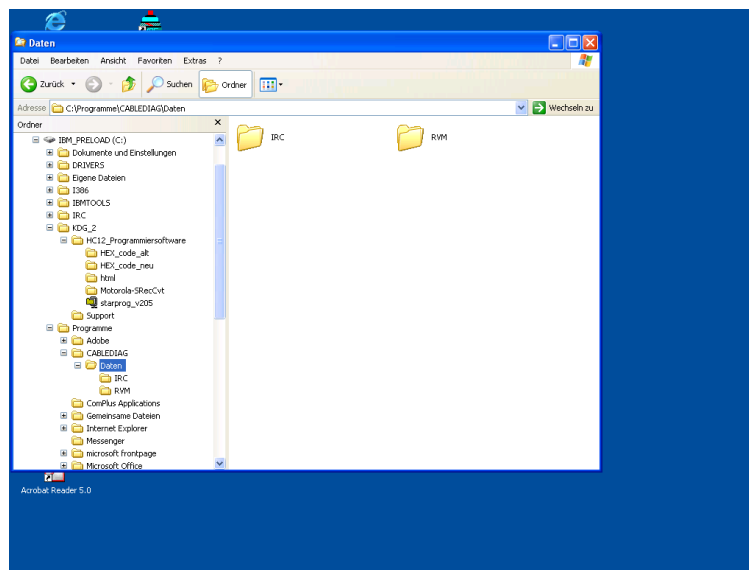 Daten
Datei Bearbeiten Ansicht Favoriten Extras ?
Zurück Suchen Ordner
Adresse C:\Programme\CABLEDIAG\Daten Wechseln zu
Ordner x
IBM_PRELOAD (C:)
Dokumente und Einstellungen
DRIVERS
Eigene Dateien
I386
IBMTOOLS
IRC
KDG_2
HC12_Programmiersoftware
HEX_code_alt
HEX_code_neu
html
Motorola-SRecCvt
starprog_v205
Support
Programme
Adobe
CABLEDIAG
Daten
IRC
RVM
ComPlus Applications
Gemeinsame Dateien
Internet Explorer
Messenger
microsoft frontpage
Microsoft Office
IRC RVM
Acrobat Reader 5.0